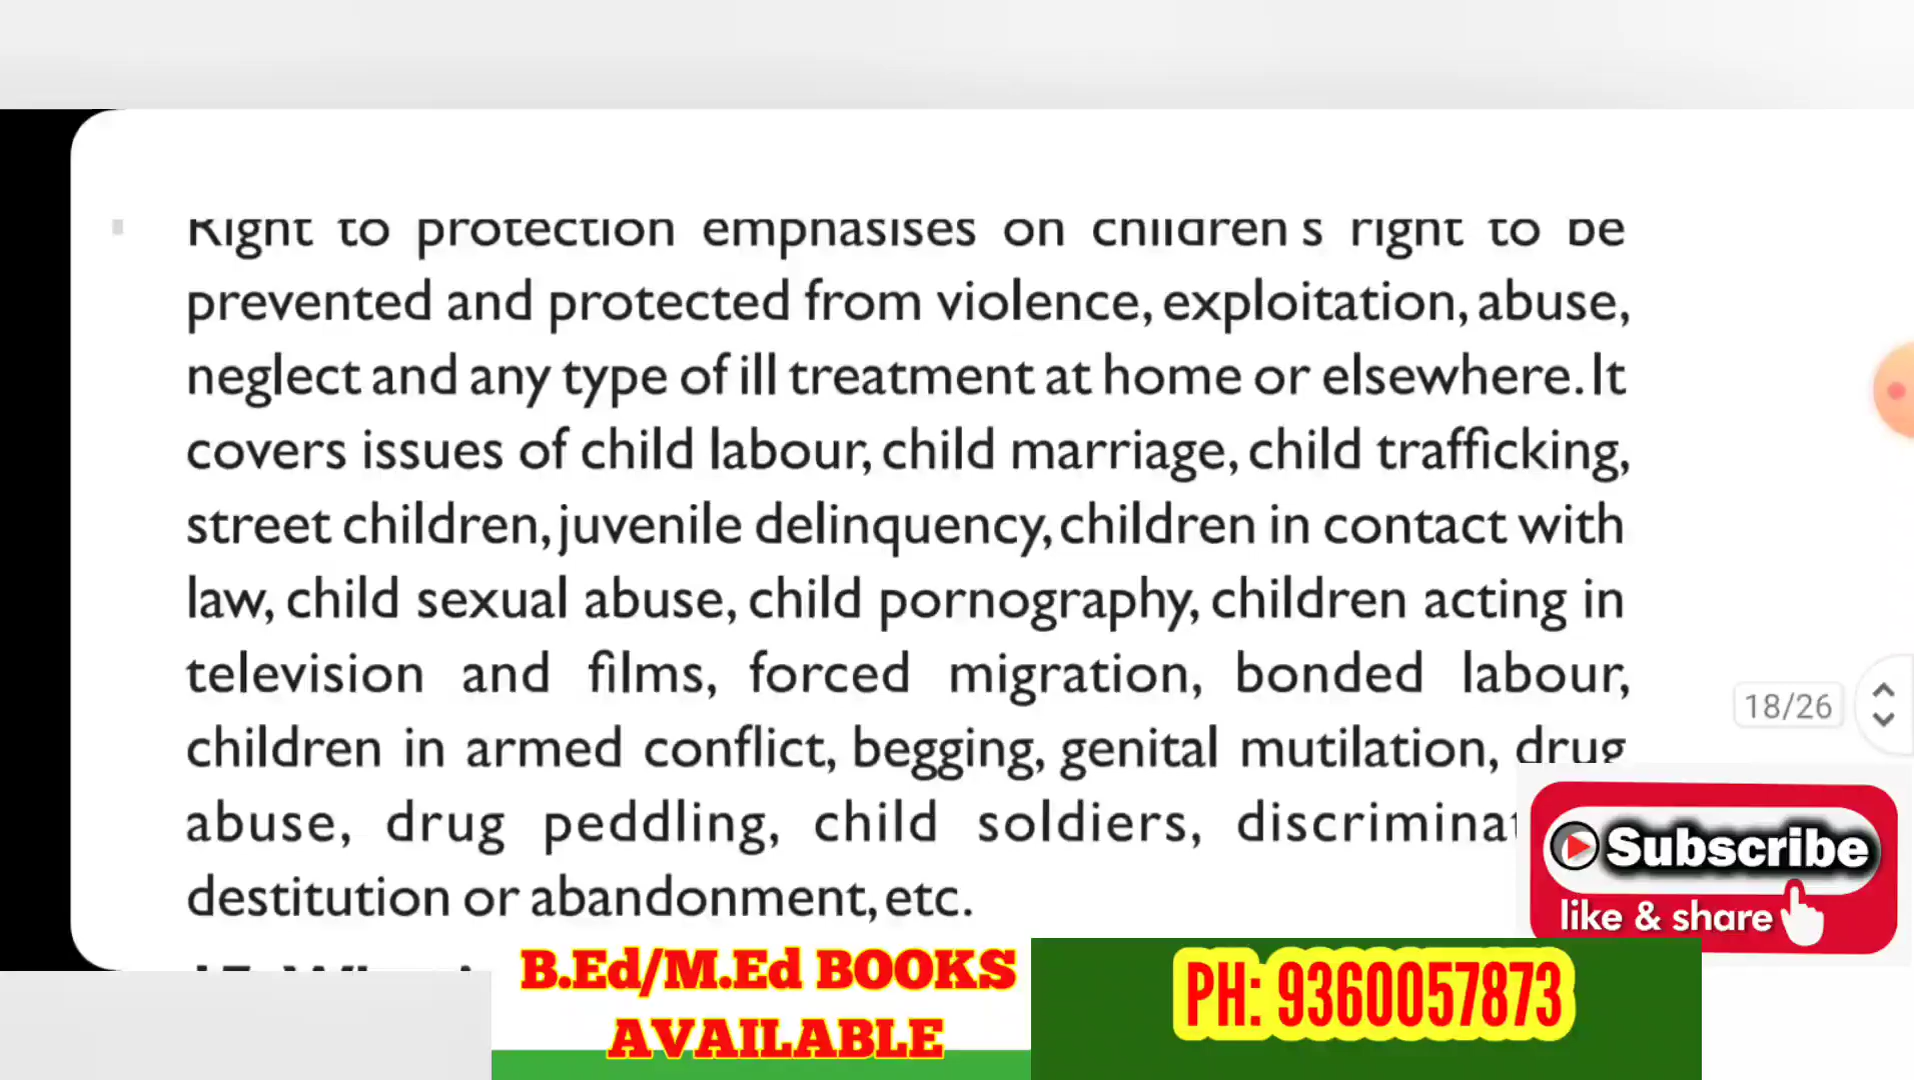 Right to protection emphasises on children's right to be
prevented and protected from violence, exploitation, abuse,
neglect and any type of ill treatment at home or elsewhere. It
covers issues of child labour, child marriage, child trafficking,
street children, juvenile delinquency, children in contact with
law, child sexual abuse, child pornography, children acting in
television and films, forced migration, bonded labour,
18/26
children in armed conflict, begging, genital mutilation, drug
abuse, drug peddling, child soldiers, discriminat
destitution or abandonment, etc.
Subscribe
like & share
B.Ed/M.Ed BOOKS
AVAILABLE
PH: 9360057873